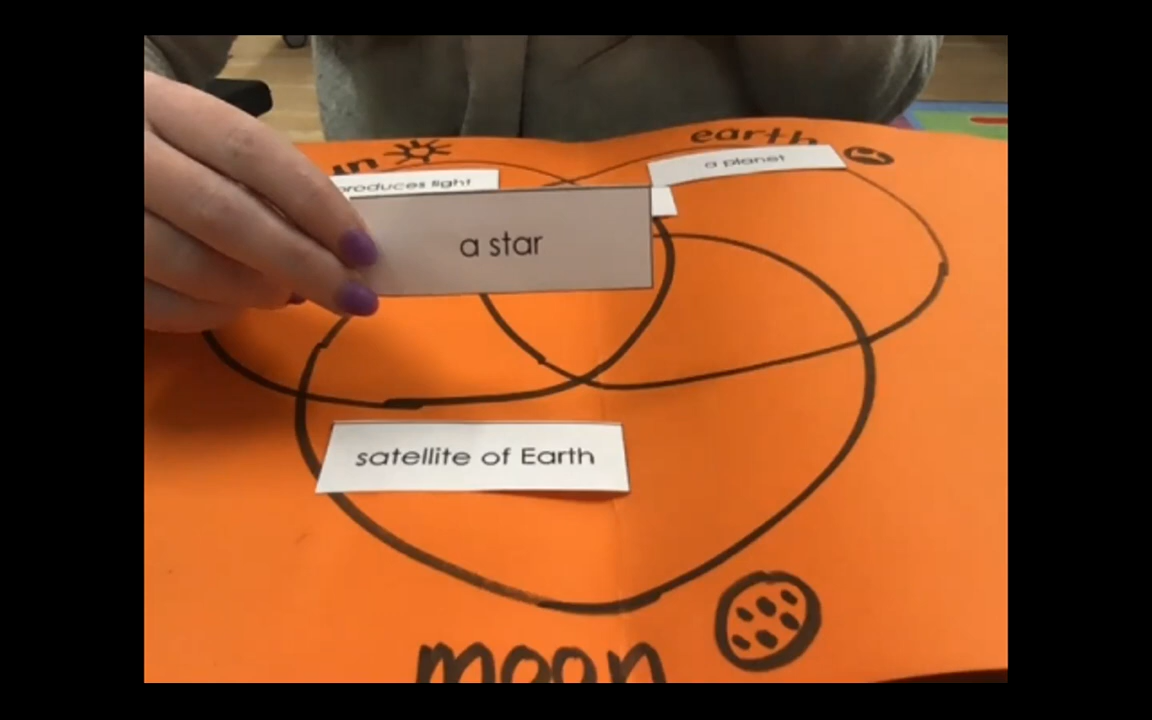 earth
a planet
produces light
a star
satellite of Earth
moon